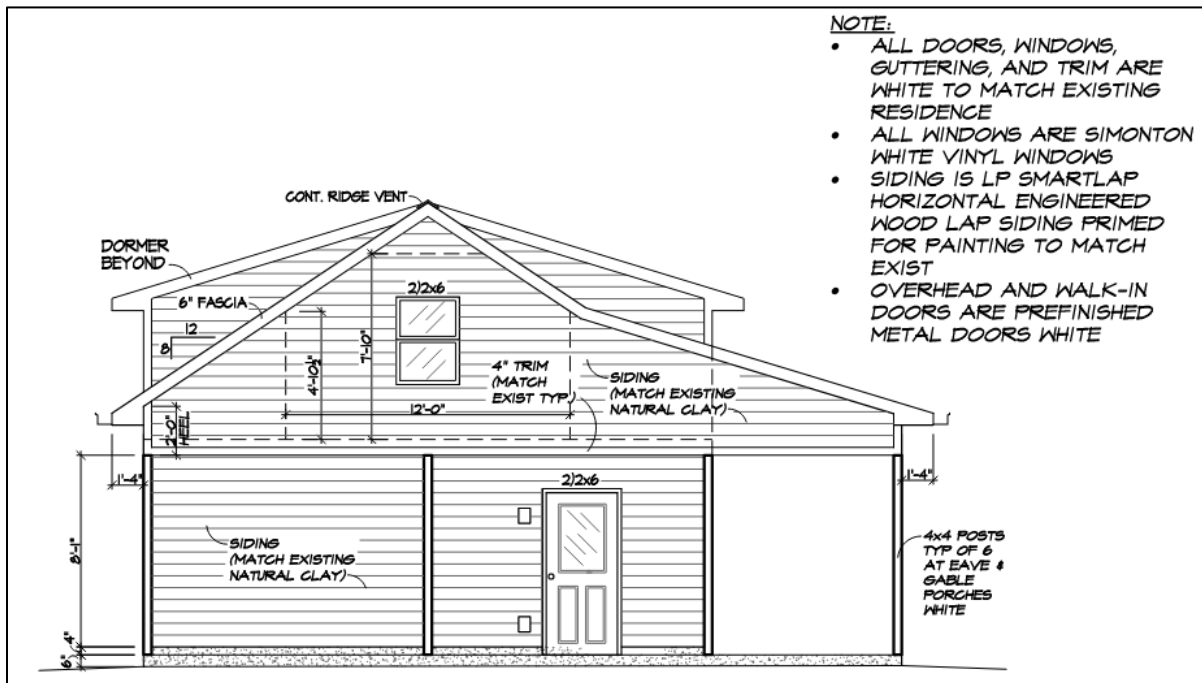 NOTE:
• ALL DOORS, WINDOWS,
GUTTERING, AND TRIM ARE
WHITE TO MATCH EXISTING
RESIDENCE
• ALL WINDOWS ARE SIMONTON
WHITE VINYL WINDOWS
• SIDING IS LP SMARTLAP
HORIZONTAL ENGINEERED
WOOD LAP SIDING PRIMED
FOR PAINTING TO MATCH
EXIST
• OVERHEAD AND WALK-IN
DOORS ARE PREFINISHED
METAL DOORS WHITE
CONT. RIDGE VENT
DORMER
BEYOND
6" FASCIA
12
8
2)2x6
4'-10½"
7'-10"
12'-0"
4" TRIM
(MATCH
EXIST TYP.)
SIDING
(MATCH EXISTING
NATURAL CLAY)
2'-0"
HEEL
1'-4"
1'-4"
2)2x6
8'-1"
SIDING
(MATCH EXISTING
NATURAL CLAY)
4x4 POSTS
TYP OF 6
AT EAVE &
GABLE
PORCHES
WHITE
4"
6"